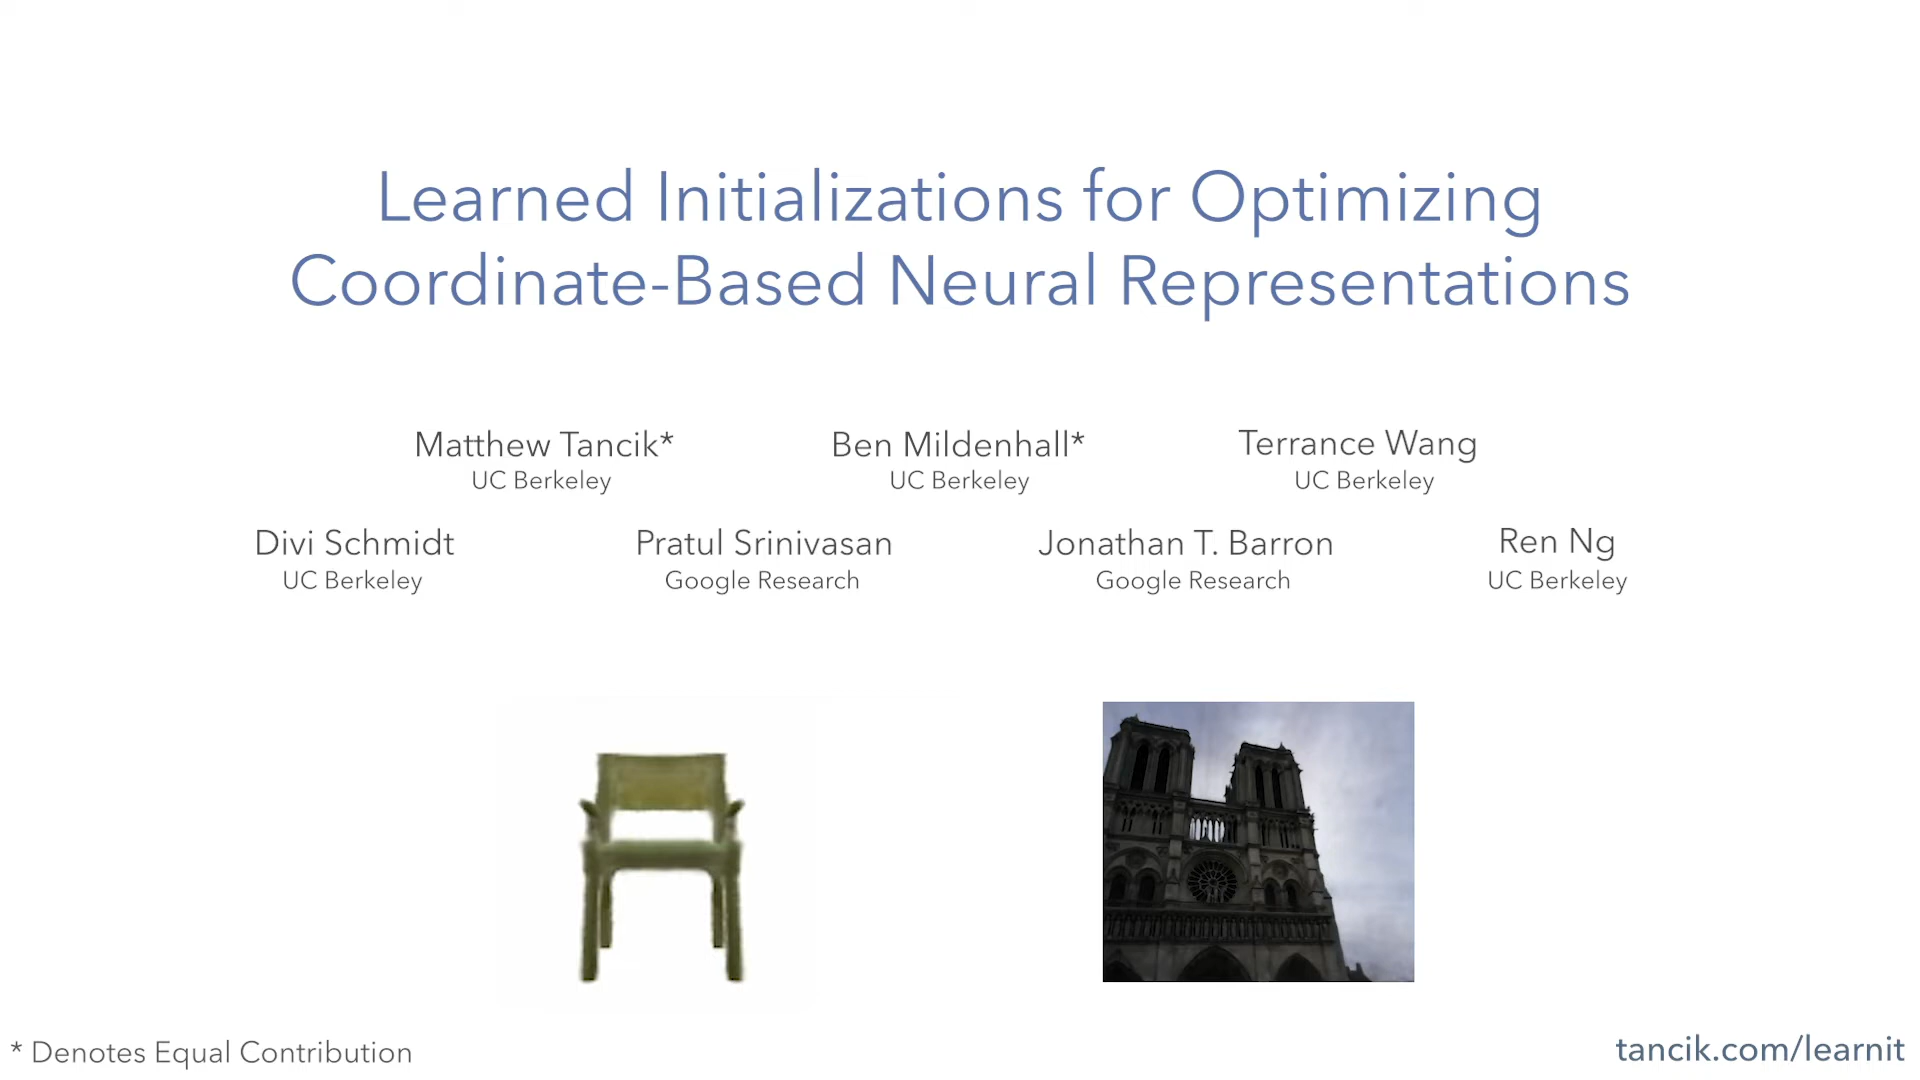 Learned Initializations for Optimizing
Coordinate-Based Neural Representations
Matthew Tancik* Ben Mildenhall* Terrance Wang
UC Berkeley UC Berkeley UC Berkeley
Divi Schmidt Pratul Srinivasan Jonathan T. Barron Ren Ng
UC Berkeley Google Research Google Research UC Berkeley
* Denotes Equal Contribution tancik.com/learnit